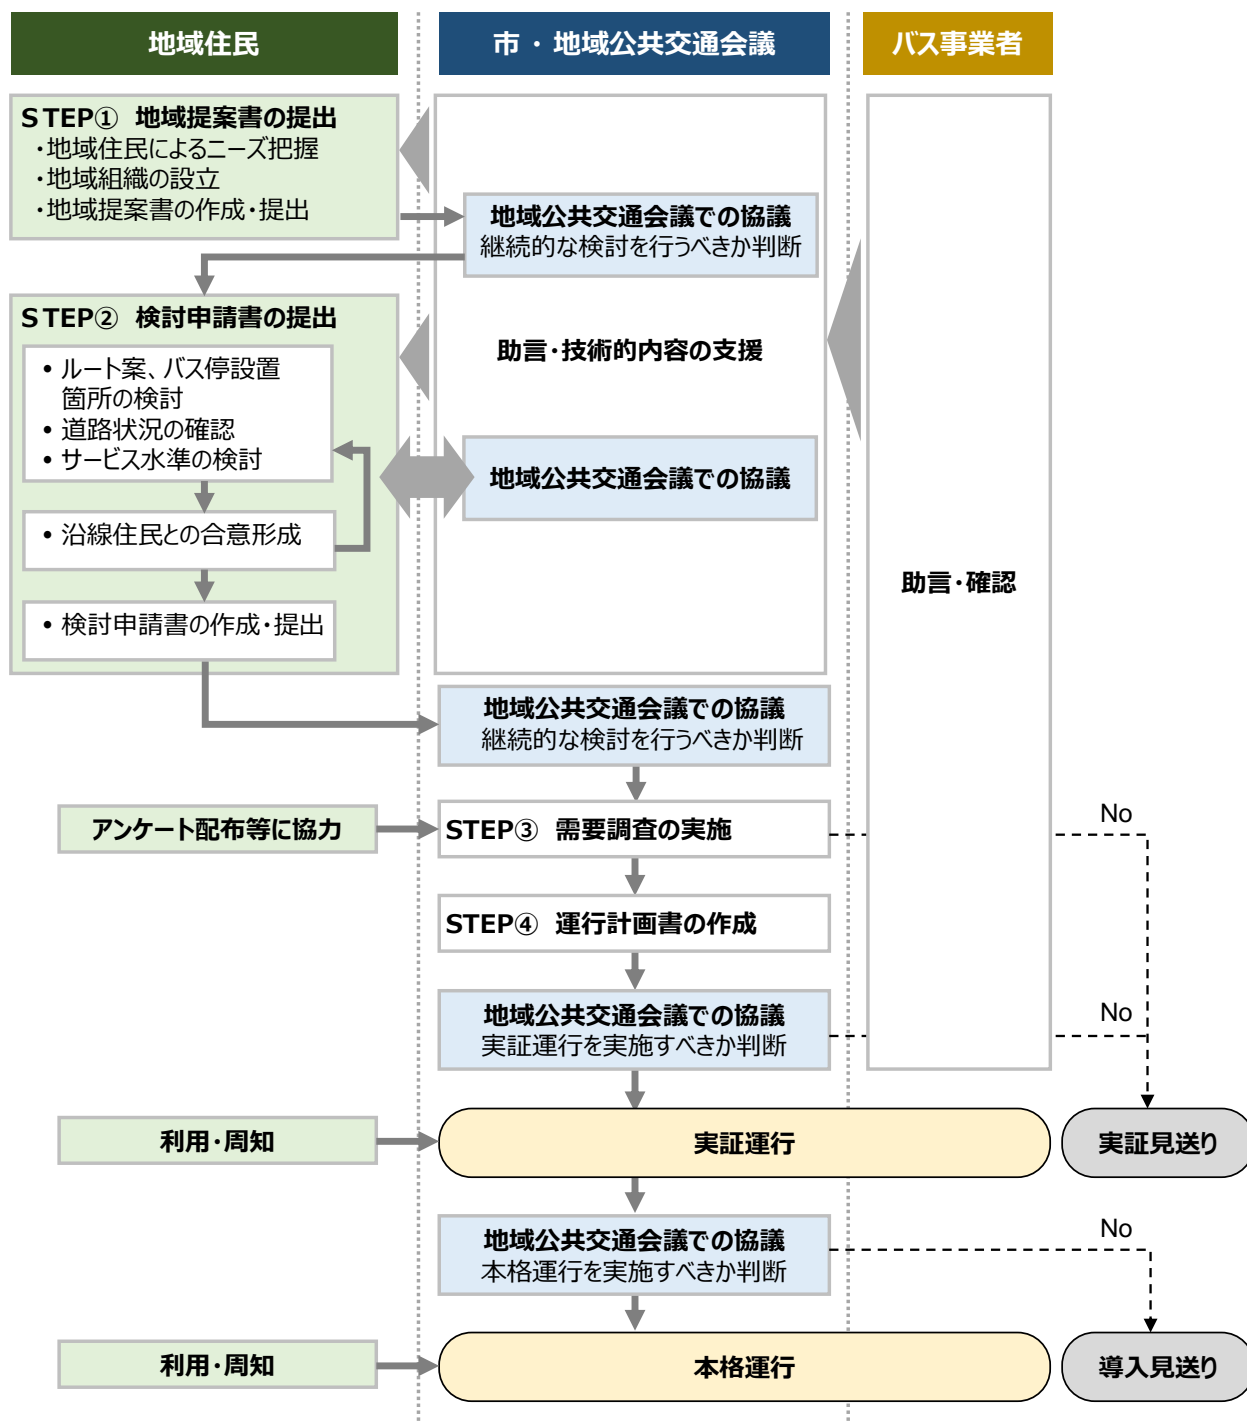 地域住民
市・地域公共交通会議
バス事業者
STEP① 地域提案書の提出
・地域住民によるニーズ把握
・地域組織の設立
・地域提案書の作成・提出
地域公共交通会議での協議
継続的な検討を行うべきか判断
STEP② 検討申請書の提出
• ルート案、バス停設置
箇所の検討
• 道路状況の確認
• サービス水準の検討
• 沿線住民との合意形成
• 検討申請書の作成・提出
助言・技術的内容の支援
地域公共交通会議での協議
助言・確認
地域公共交通会議での協議
継続的な検討を行うべきか判断
アンケート配布等に協力
STEP③ 需要調査の実施
No
STEP④ 運行計画書の作成
地域公共交通会議での協議
実証運行を実施すべきか判断
No
利用・周知
実証運行
実証見送り
地域公共交通会議での協議
本格運行を実施すべきか判断
No
利用・周知
本格運行
導入見送り